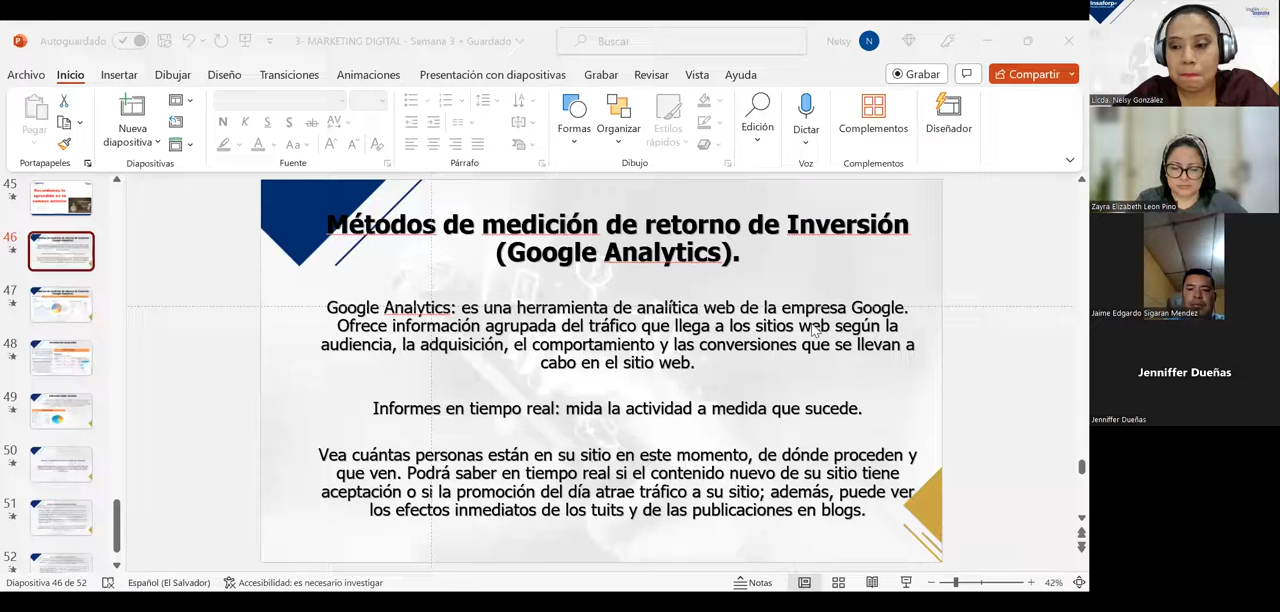 Autoguardado
3- MARKETING DIGITAL - Semana 3 • Guardado
Buscar
Nelsy
N
Archivo
Inicio
Insertar
Dibujar
Diseño
Transiciones
Animaciones
Presentación con diapositivas
Grabar
Revisar
Vista
Ayuda
Grabar
Compartir
Pegar
Nueva
diapositiva
N K S S ab AV
Aa
Formas
Organizar
Estilos
rápidos
Edición
Dictar
Complementos
Diseñador
Portapapeles
Diapositivas
Fuente
Párrafo
Dibujo
Voz
Complementos
45
46
47
48
49
50
51
52
Métodos de medición de retorno de Inversión
(Google Analytics).
Google Analytics: es una herramienta de analítica web de la empresa Google.
Ofrece información agrupada del tráfico que llega a los sitios web según la
audiencia, la adquisición, el comportamiento y las conversiones que se llevan a
cabo en el sitio web.
Informes en tiempo real: mida la actividad a medida que sucede.
Vea cuántas personas están en su sitio en este momento, de dónde proceden y
que ven. Podrá saber en tiempo real si el contenido nuevo de su sitio tiene
aceptación o si la promoción del día atrae tráfico a su sitio; además, puede ver
los efectos inmediatos de los tuits y de las publicaciones en blogs.
Diapositiva 46 de 52
Español (El Salvador)
Accesibilidad: es necesario investigar
Notas
42%
Insaforp
Licda. Nelsy González
Zayra Elizabeth Leon Pino
Jaime Edgardo Sigaran Mendez
Jenniffer Dueñas
Jenniffer Dueñas